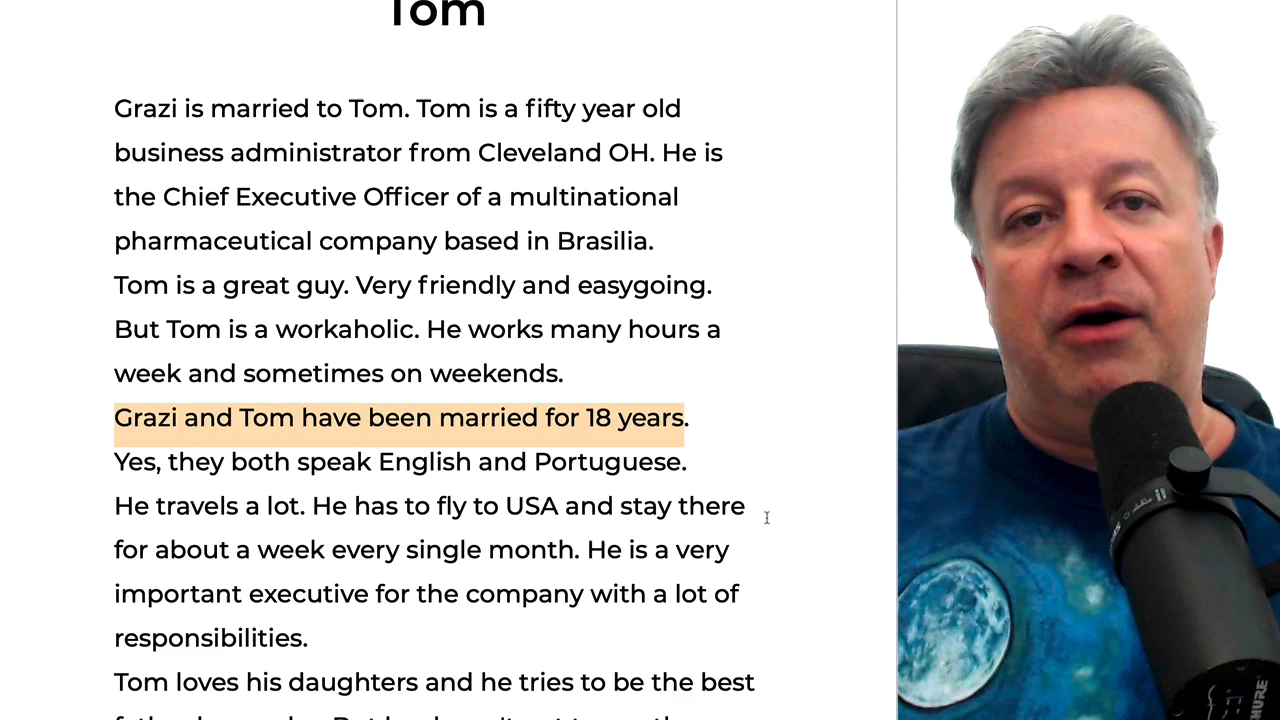 Tom
Grazi is married to Tom. Tom is a fifty year old
business administrator from Cleveland OH. He is
the Chief Executive Officer of a multinational
pharmaceutical company based in Brasilia.
Tom is a great guy. Very friendly and easygoing.
But Tom is a workaholic. He works many hours a
week and sometimes on weekends.
Grazi and Tom have been married for 18 years.
Yes, they both speak English and Portuguese.
He travels a lot. He has to fly to USA and stay there
for about a week every single month. He is a very
important executive for the company with a lot of
responsibilities.
Tom loves his daughters and he tries to be the best